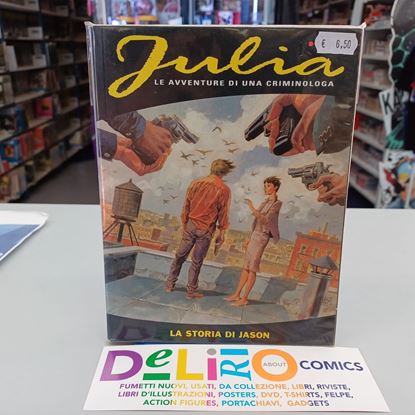 € 6,50
Julia
LE AVVENTURE DI UNA CRIMINOLOGA
LA STORIA DI JASON
DeLiRiO ABOUT COMICS
FUMETTI NUOVI, USATI, DA COLLEZIONE, LIBRI, RIVISTE,
LIBRI D'ILLUSTRAZIONI, POSTERS, DVD, T-SHIRTS, FELPE,
ACTION FIGURES, PORTACHIAVI, GADGETS